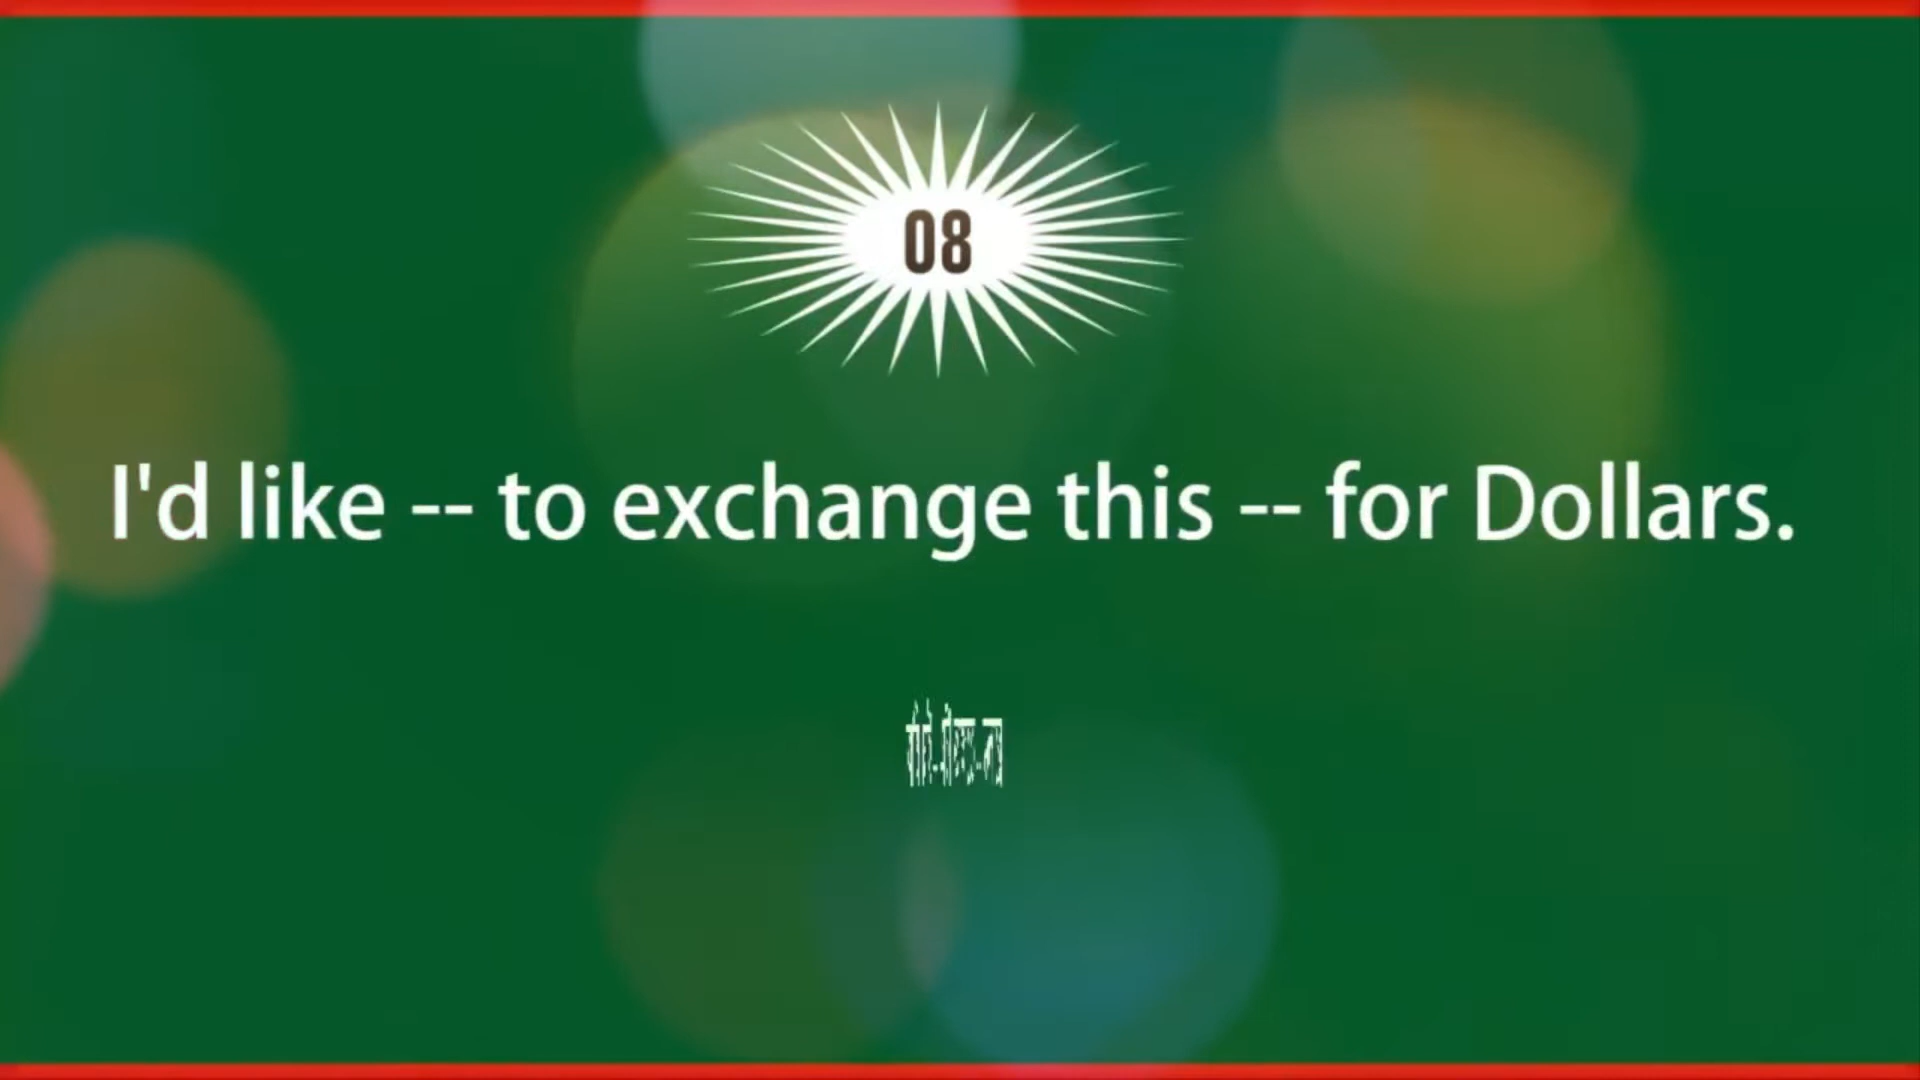 08
I'd like -- to exchange this -- for Dollars.